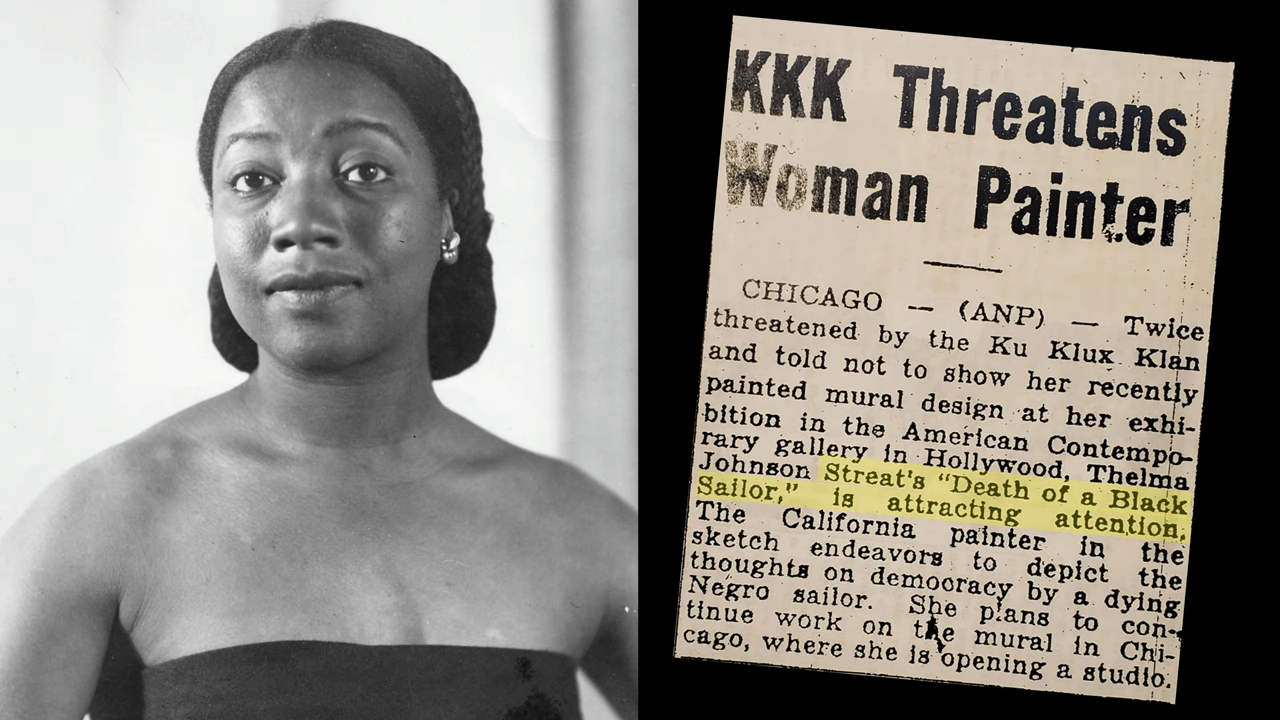 KKK Threatens
Woman Painter
CHICAGO — (ANP) — Twice
threatened by the Ku Klux Klan
and told not to show her recently
painted mural design at her exhi-
bition in the American Contempo-
rary gallery in Hollywood, Thelma
Johnson Streat's "Death of a Black
Sailor," is attracting attention.
The California painter in the
sketch endeavors to depict the
thoughts on democracy by a dying
Negro sailor. She plans to con-
tinue work on the mural in Chi-
cago, where she is opening a studio.